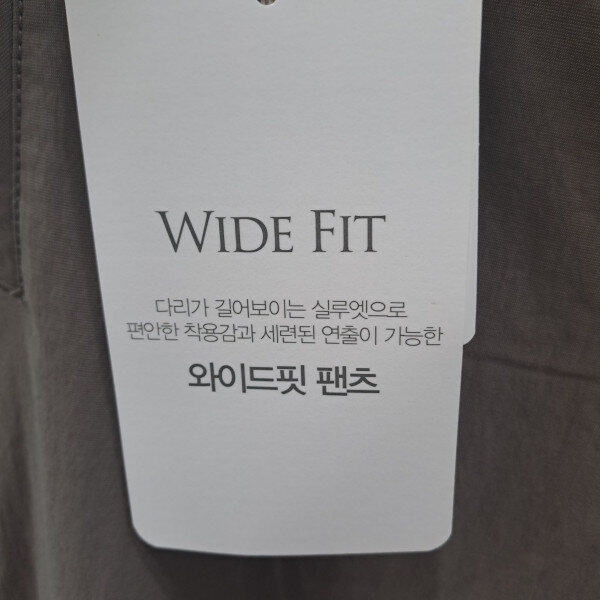 WIDE FIT
다리가 길어보이는 실루엣으로
편안한 착용감과 세련된 연출이 가능한
와이드핏 팬츠